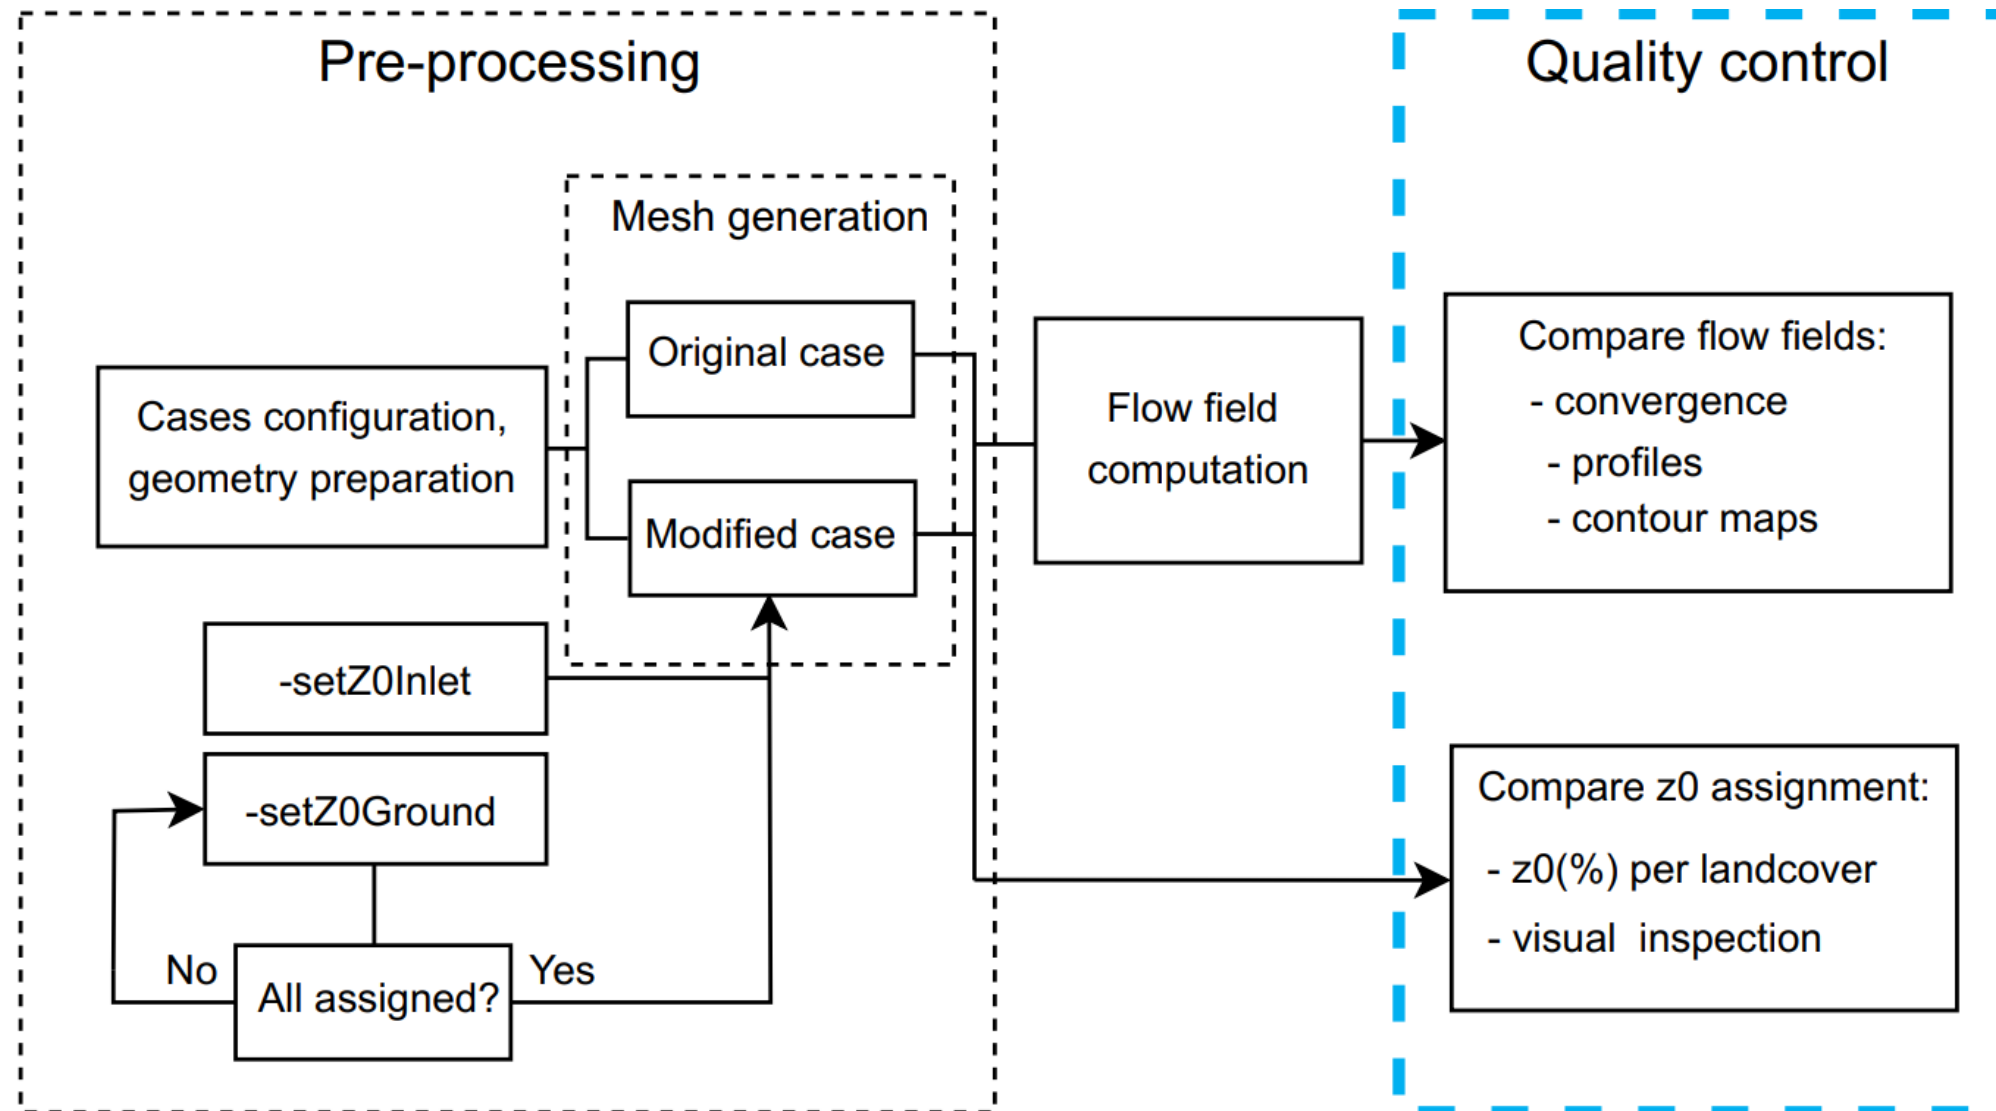 Pre-processing
Quality control
Mesh generation
Original case
Modified case
Cases configuration,
geometry preparation
-setZ0Inlet
-setZ0Ground
No
All assigned?
Yes
Flow field
computation
Compare flow fields:
- convergence
- profiles
- contour maps
Compare z0 assignment:
- z0(%) per landcover
- visual inspection